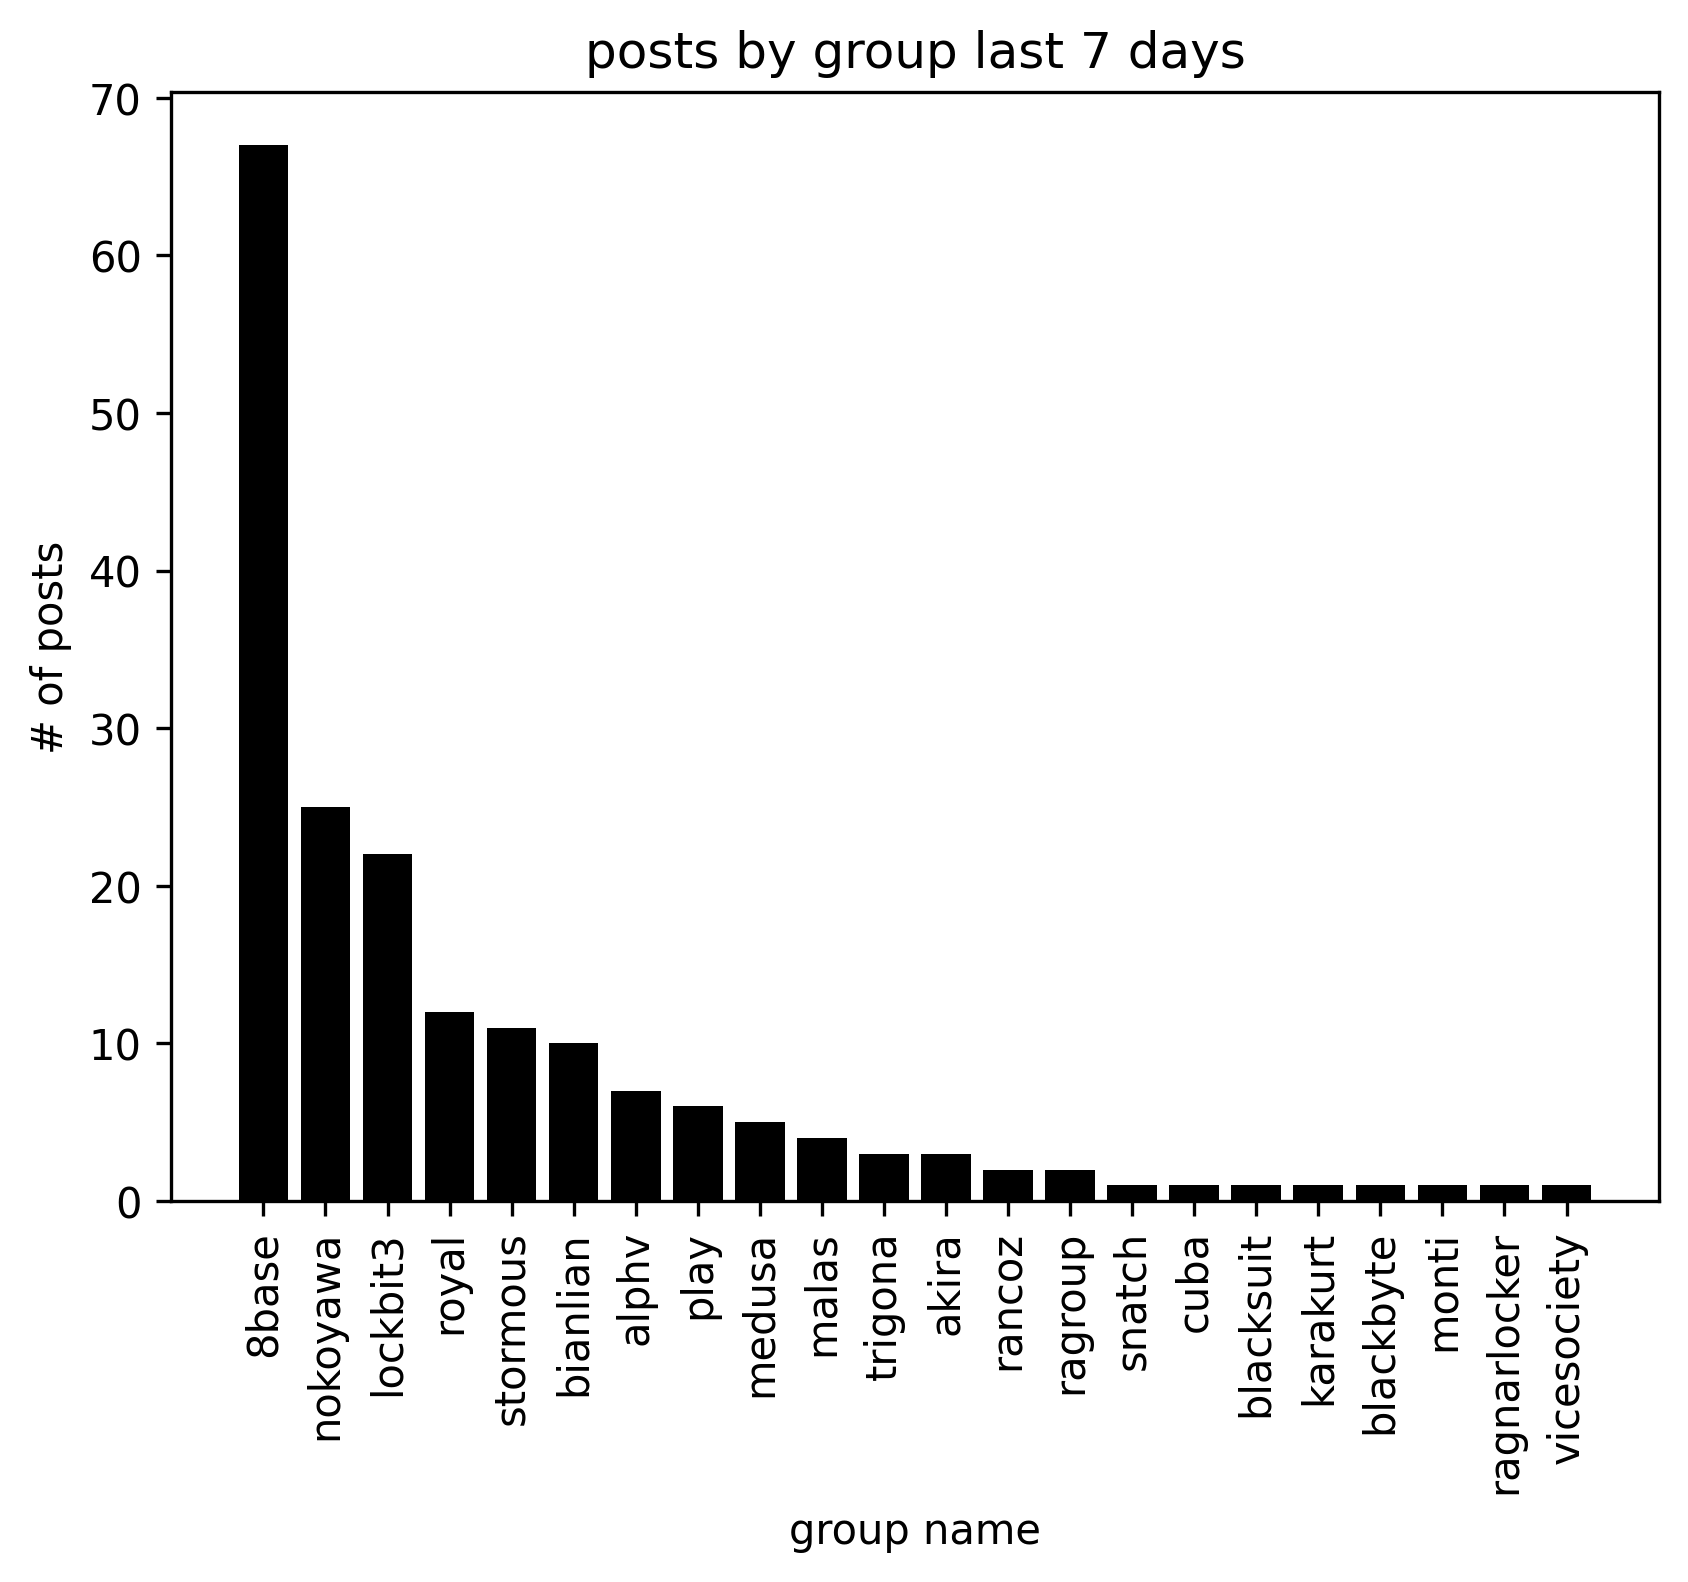 posts by group last 7 days
70
60
50
40
30
20
10
0
# of posts
8base
nokoyawa
lockbit3
royal
stormous
bianlian
alphv
play
medusa
malas
trigona
akira
rancoz
ragroup
snatch
cuba
blacksuit
karakurt
blackbyte
monti
ragnarlocker
vicesociety
group name